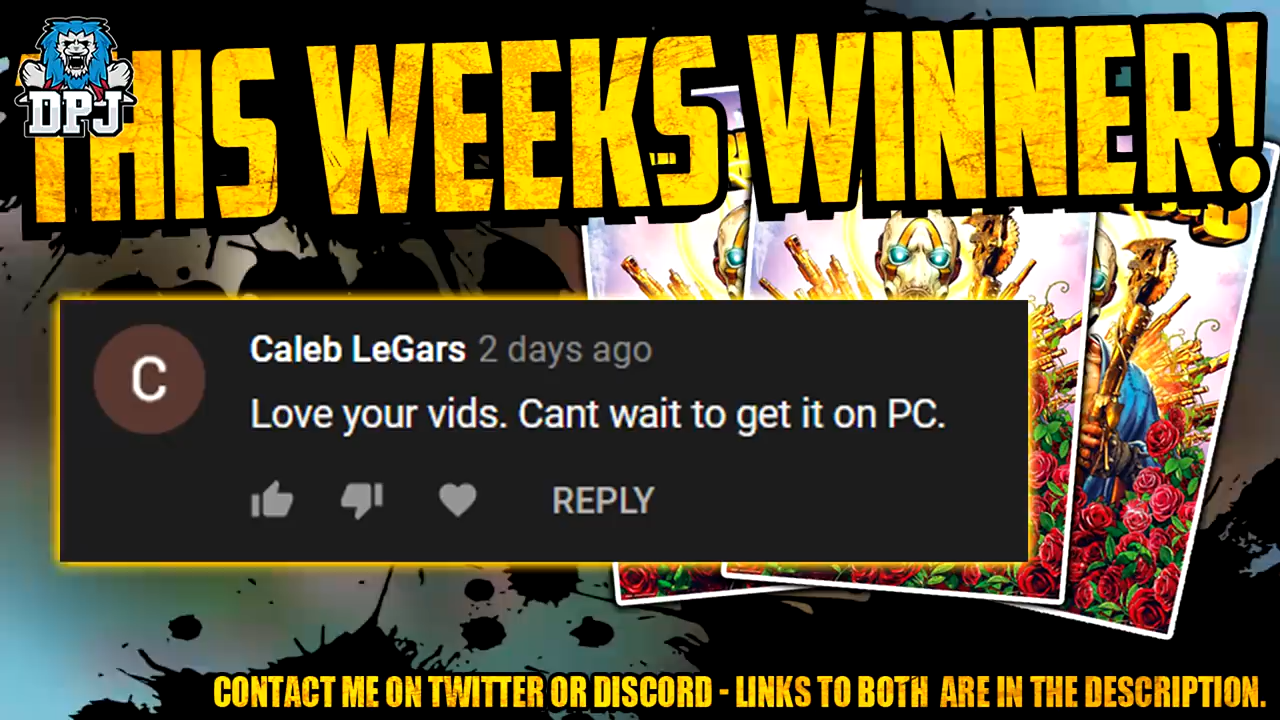 DPJ
THIS WEEKS WINNER!
C
Caleb LeGars 2 days ago
Love your vids. Cant wait to get it on PC.
REPLY
CONTACT ME ON TWITTER OR DISCORD - LINKS TO BOTH ARE IN THE DESCRIPTION.